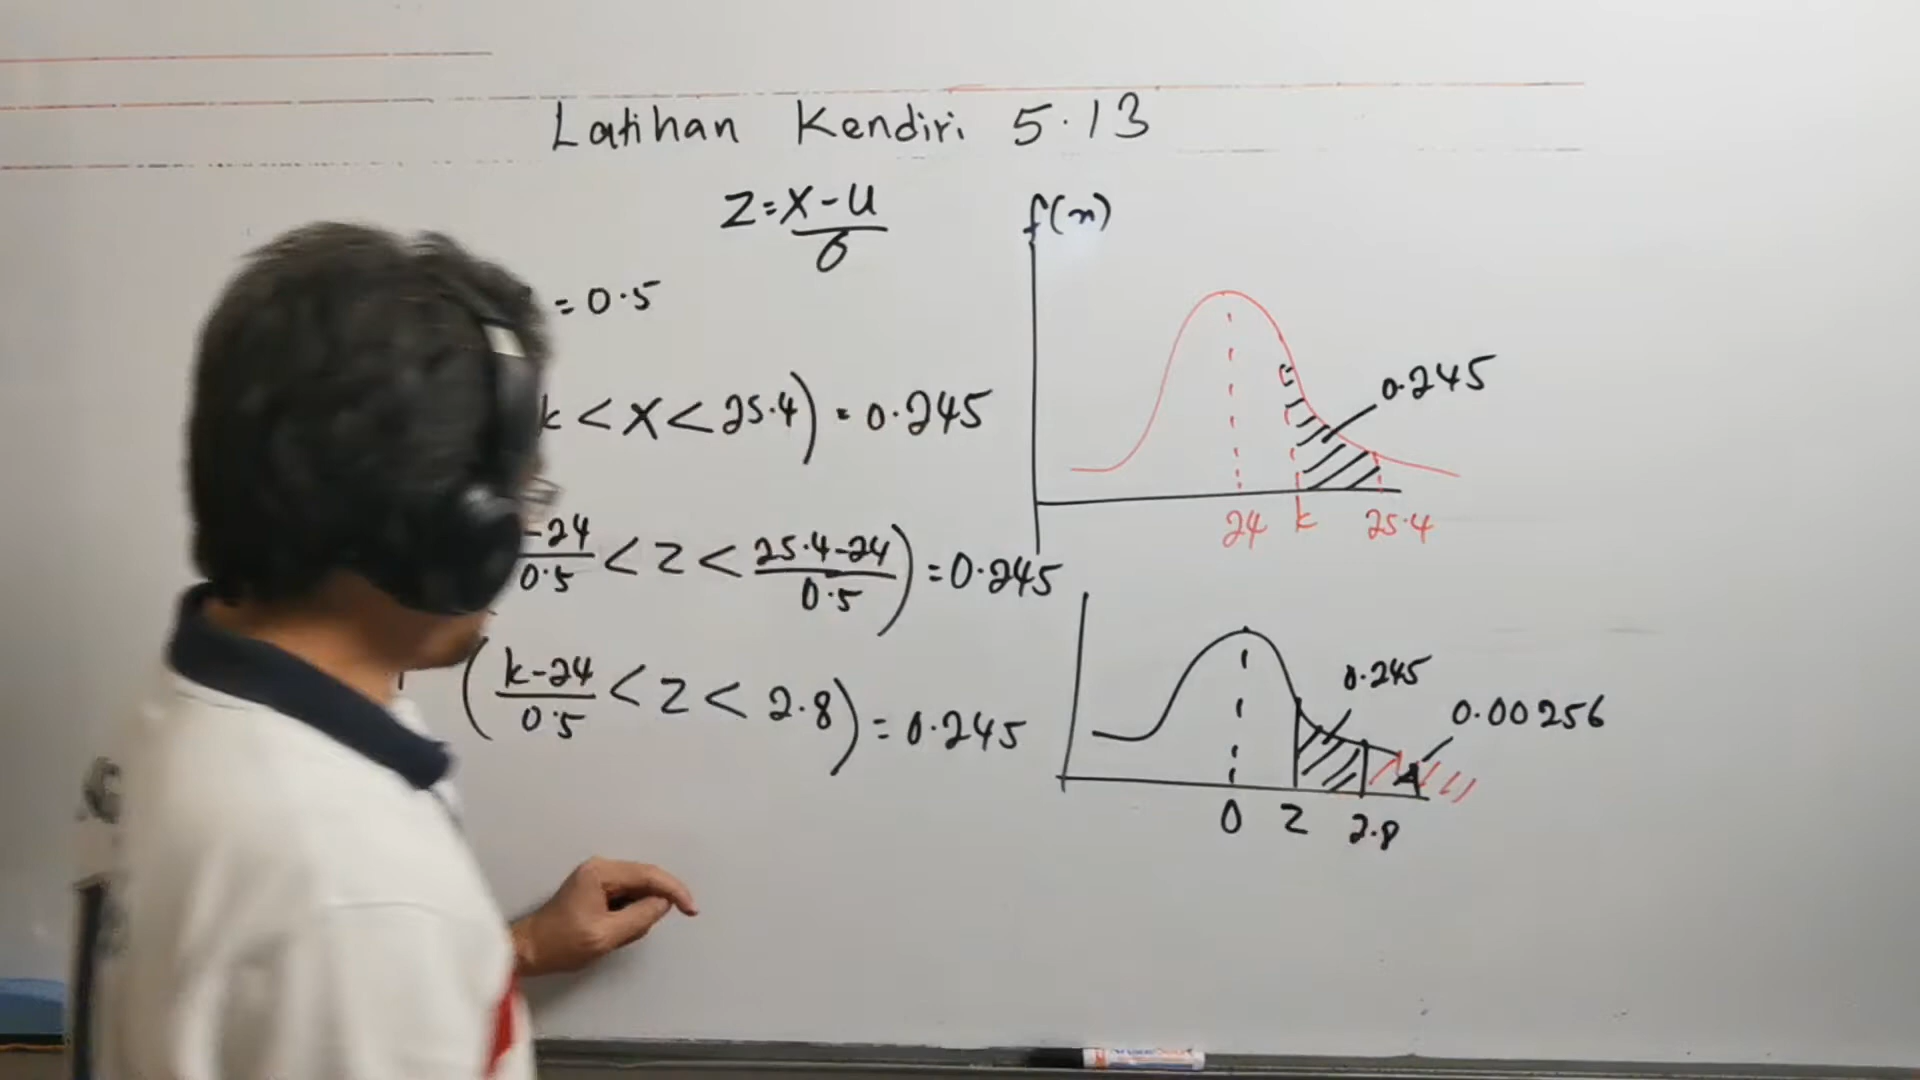 Latihan Kendiri 5.13
z = x - u / σ
= 0.5
k < X < 25.4) = 0.245
-24 / 0.5 < z < 25.4-24 / 0.5) = 0.245
(k-24 / 0.5 < z < 2.8) = 0.245
f(x)
0.245
24 k 25.4
0.245
0.00256
0 z 2.8